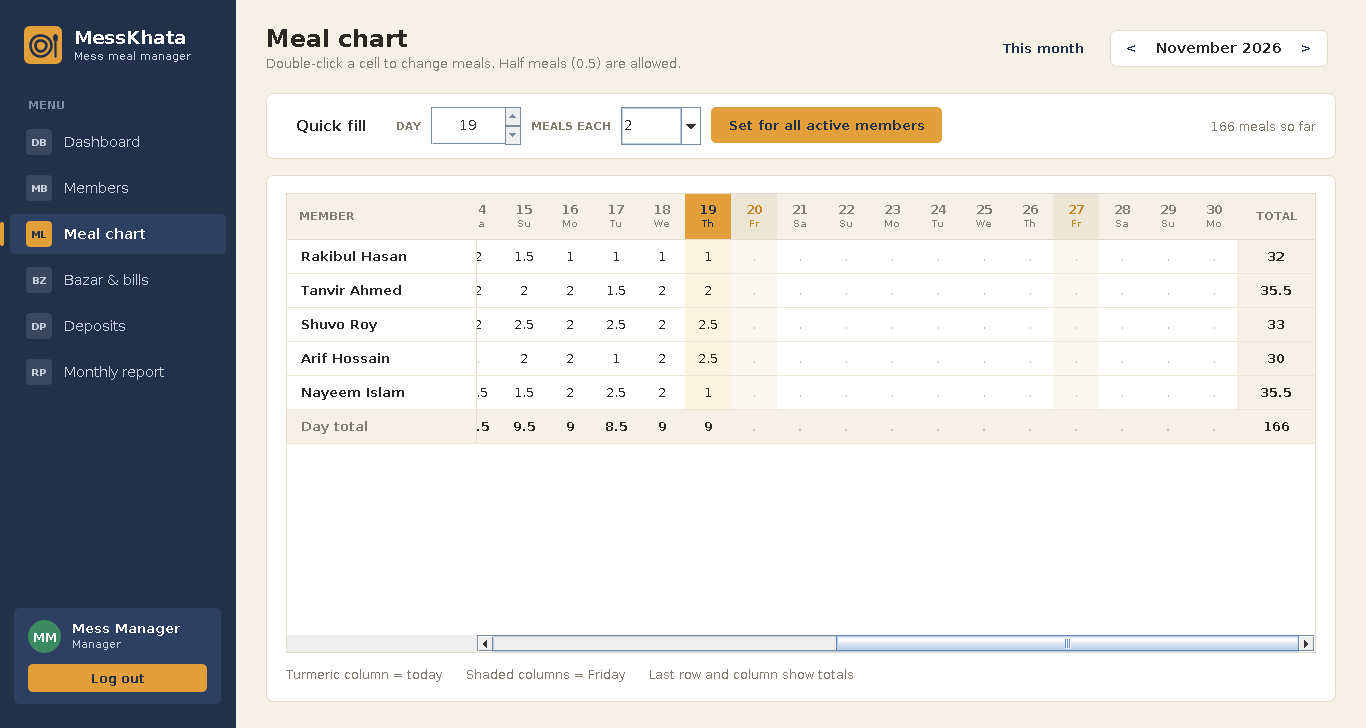 MessKhata
Mess meal manager
MENU
DB Dashboard
MB Members
ML Meal chart
BZ Bazar & bills
DP Deposits
RP Monthly report
MM Mess Manager
Manager
Log out
Meal chart
Double-click a cell to change meals. Half meals (0.5) are allowed.
This month < November 2026 >
Quick fill DAY 19 MEALS EACH 2 Set for all active members 166 meals so far
MEMBER 4 15 16 17 18 19 20 21 22 23 24 25 26 27 28 29 30 TOTAL
a Su Mo Tu We Th Fr Sa Su Mo Tu We Th Fr Sa Su Mo
Rakibul Hasan 2 1.5 1 1 1 1 . . . . . . . . . . . 32
Tanvir Ahmed 2 2 2 1.5 2 2 . . . . . . . . . . . 35.5
Shuvo Roy 2 2.5 2 2.5 2 2.5 . . . . . . . . . . . 33
Arif Hossain . 2 2 1 2 2.5 . . . . . . . . . . . 30
Nayeem Islam .5 1.5 2 2.5 2 1 . . . . . . . . . . . 35.5
Day total .5 9.5 9 8.5 9 9 . . . . . . . . . . . 166
Turmeric column = today Shaded columns = Friday Last row and column show totals